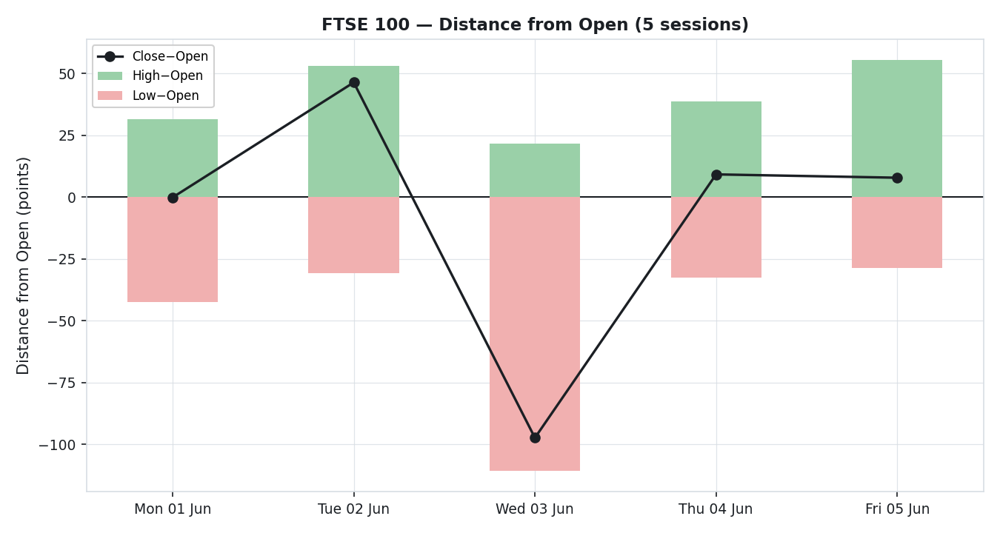 FTSE 100 — Distance from Open (5 sessions)
Close−Open
High−Open
Low−Open
Distance from Open (points)
50
25
0
−25
−50
−75
−100
Mon 01 Jun
Tue 02 Jun
Wed 03 Jun
Thu 04 Jun
Fri 05 Jun